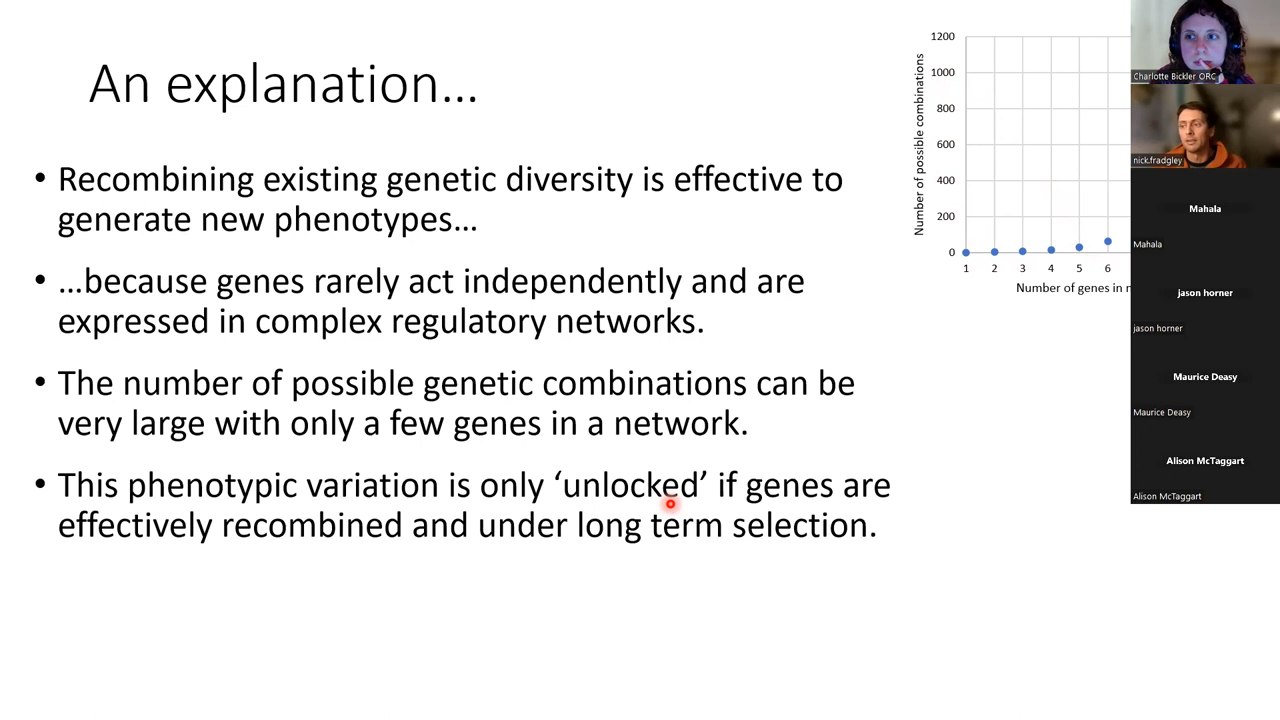 An explanation…
• Recombining existing genetic diversity is effective to
generate new phenotypes…
• …because genes rarely act independently and are
expressed in complex regulatory networks.
• The number of possible genetic combinations can be
very large with only a few genes in a network.
• This phenotypic variation is only ‘unlocked’ if genes are
effectively recombined and under long term selection.
Number of possible combinations
1200
1000
800
600
400
200
0
1 2 3 4 5 6
Number of genes in
Charlotte Bickler ORC
nick.fradgley
Mahala
Mahala
jason horner
jason horner
Maurice Deasy
Maurice Deasy
Alison McTaggart
Alison McTaggart